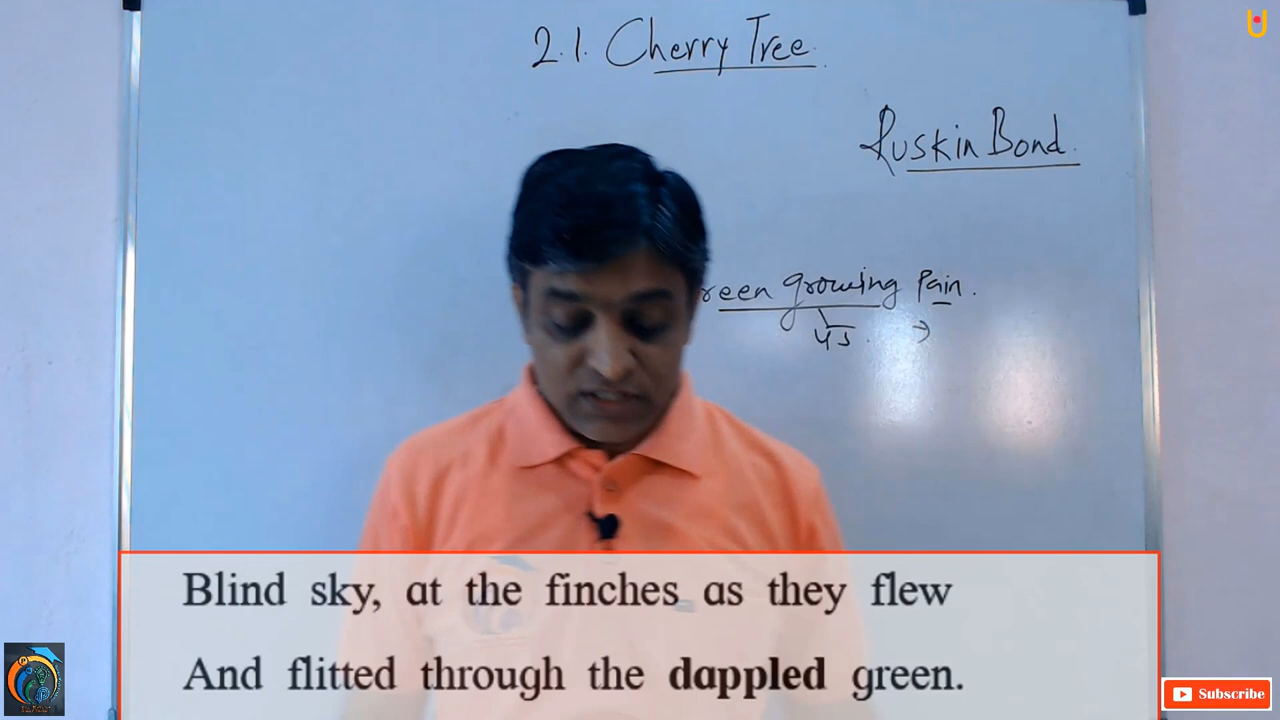 2.1. Cherry Tree.
Ruskin Bond.
reen growing Pain.
Blind sky, at the finches as they flew
And flitted through the dappled green.
Subscribe